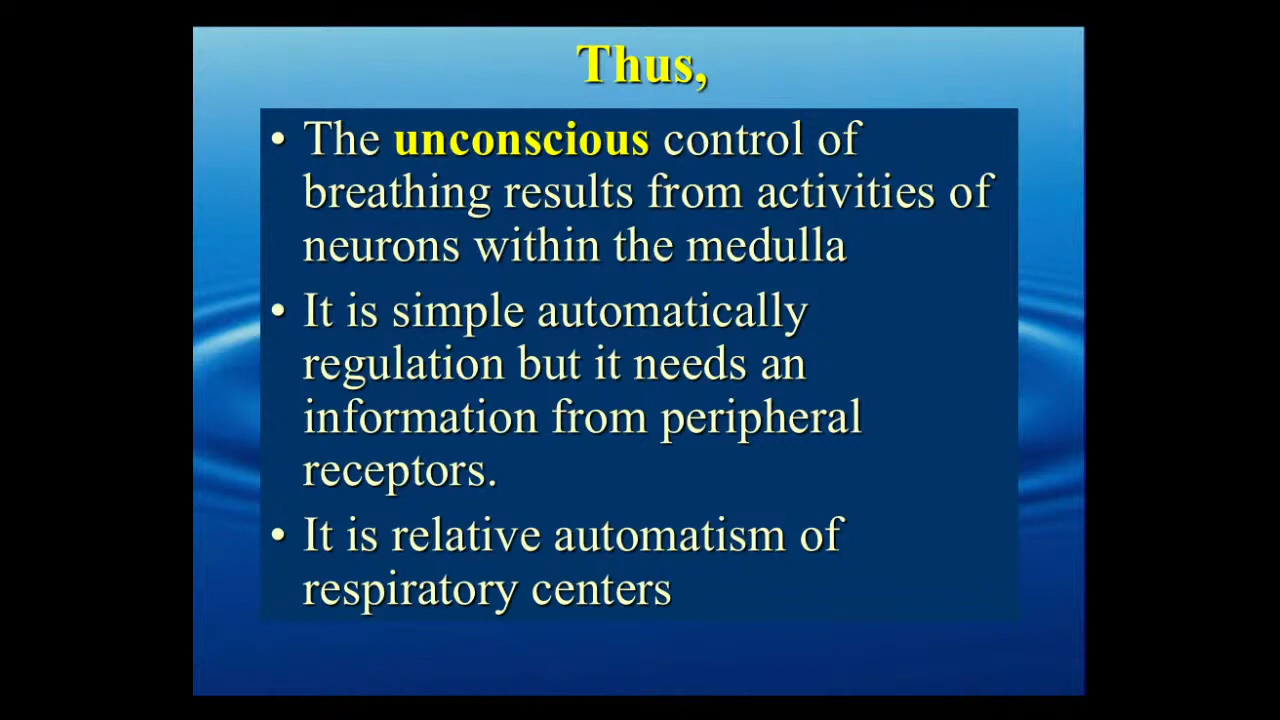 Thus,
• The unconscious control of
breathing results from activities of
neurons within the medulla
• It is simple automatically
regulation but it needs an
information from peripheral
receptors.
• It is relative automatism of
respiratory centers